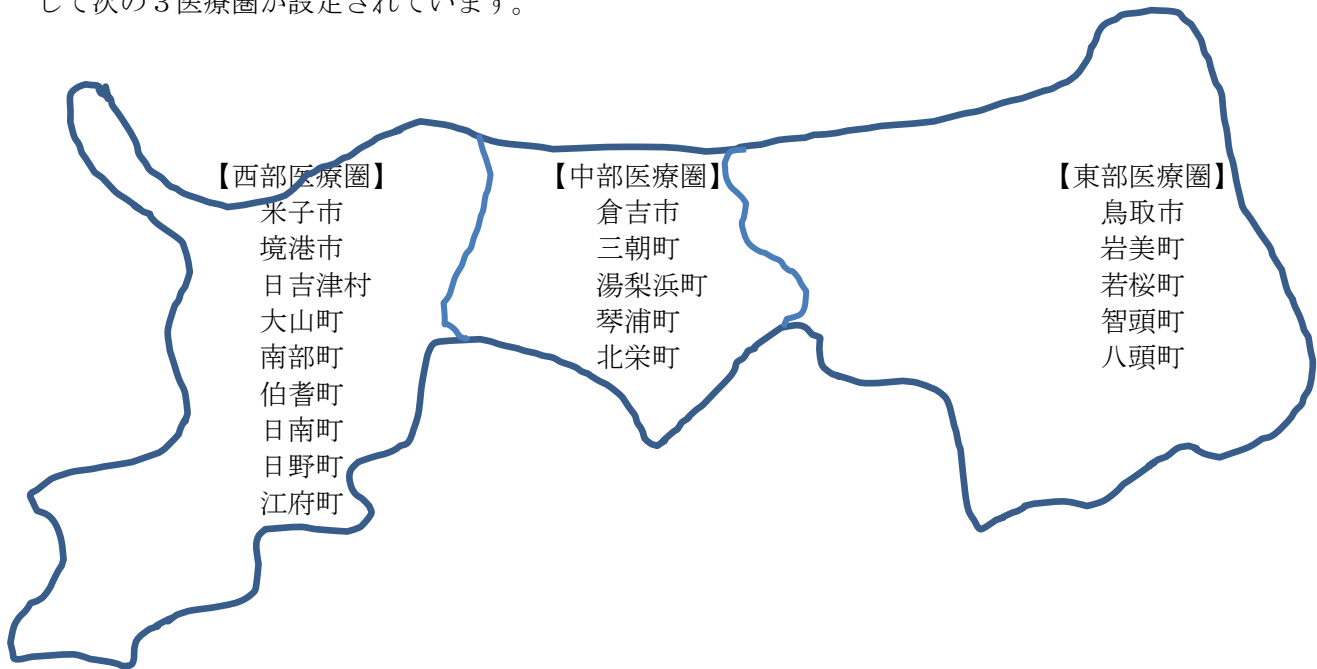 して次の３医療圏が設定されています。
【西部医療圏】
米子市
境港市
日吉津村
大山町
南部町
伯耆町
日南町
日野町
江府町
【中部医療圏】
倉吉市
三朝町
湯梨浜町
琴浦町
北栄町
【東部医療圏】
鳥取市
岩美町
若桜町
智頭町
八頭町